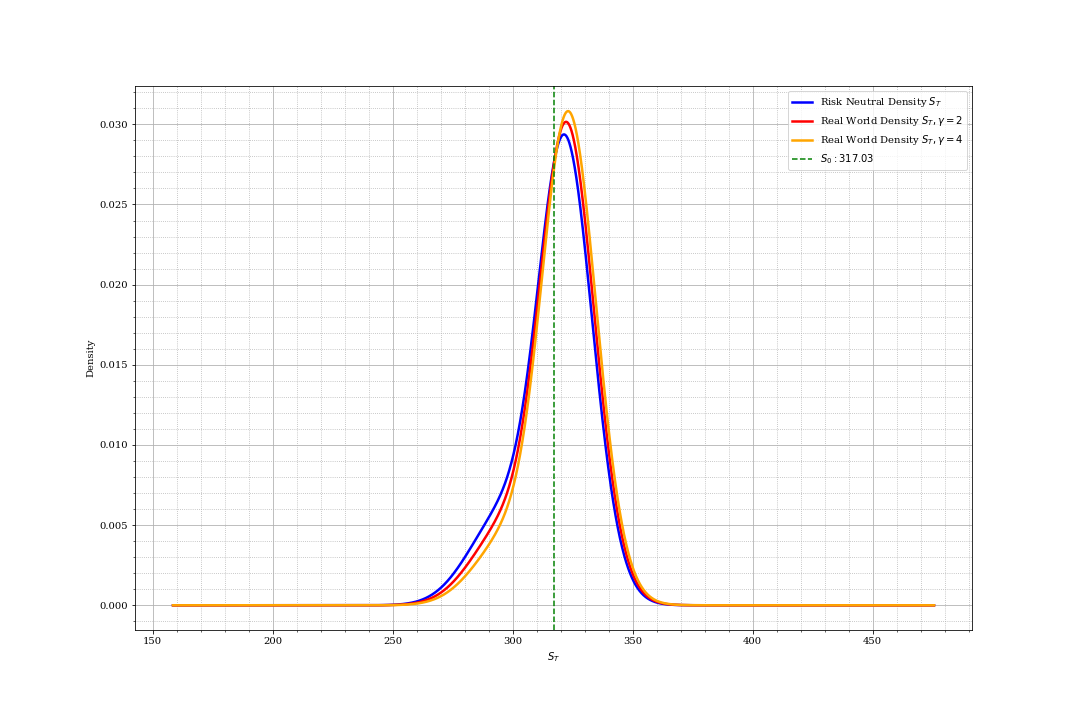 Risk Neutral Density $S_T$
Real World Density $S_T, γ = 2$
Real World Density $S_T, γ = 4$
$S_0 : 317.03$
0.030
0.025
0.020
0.015
0.010
0.005
0.000
Density
150 200 250 300 350 400 450
$S_T$